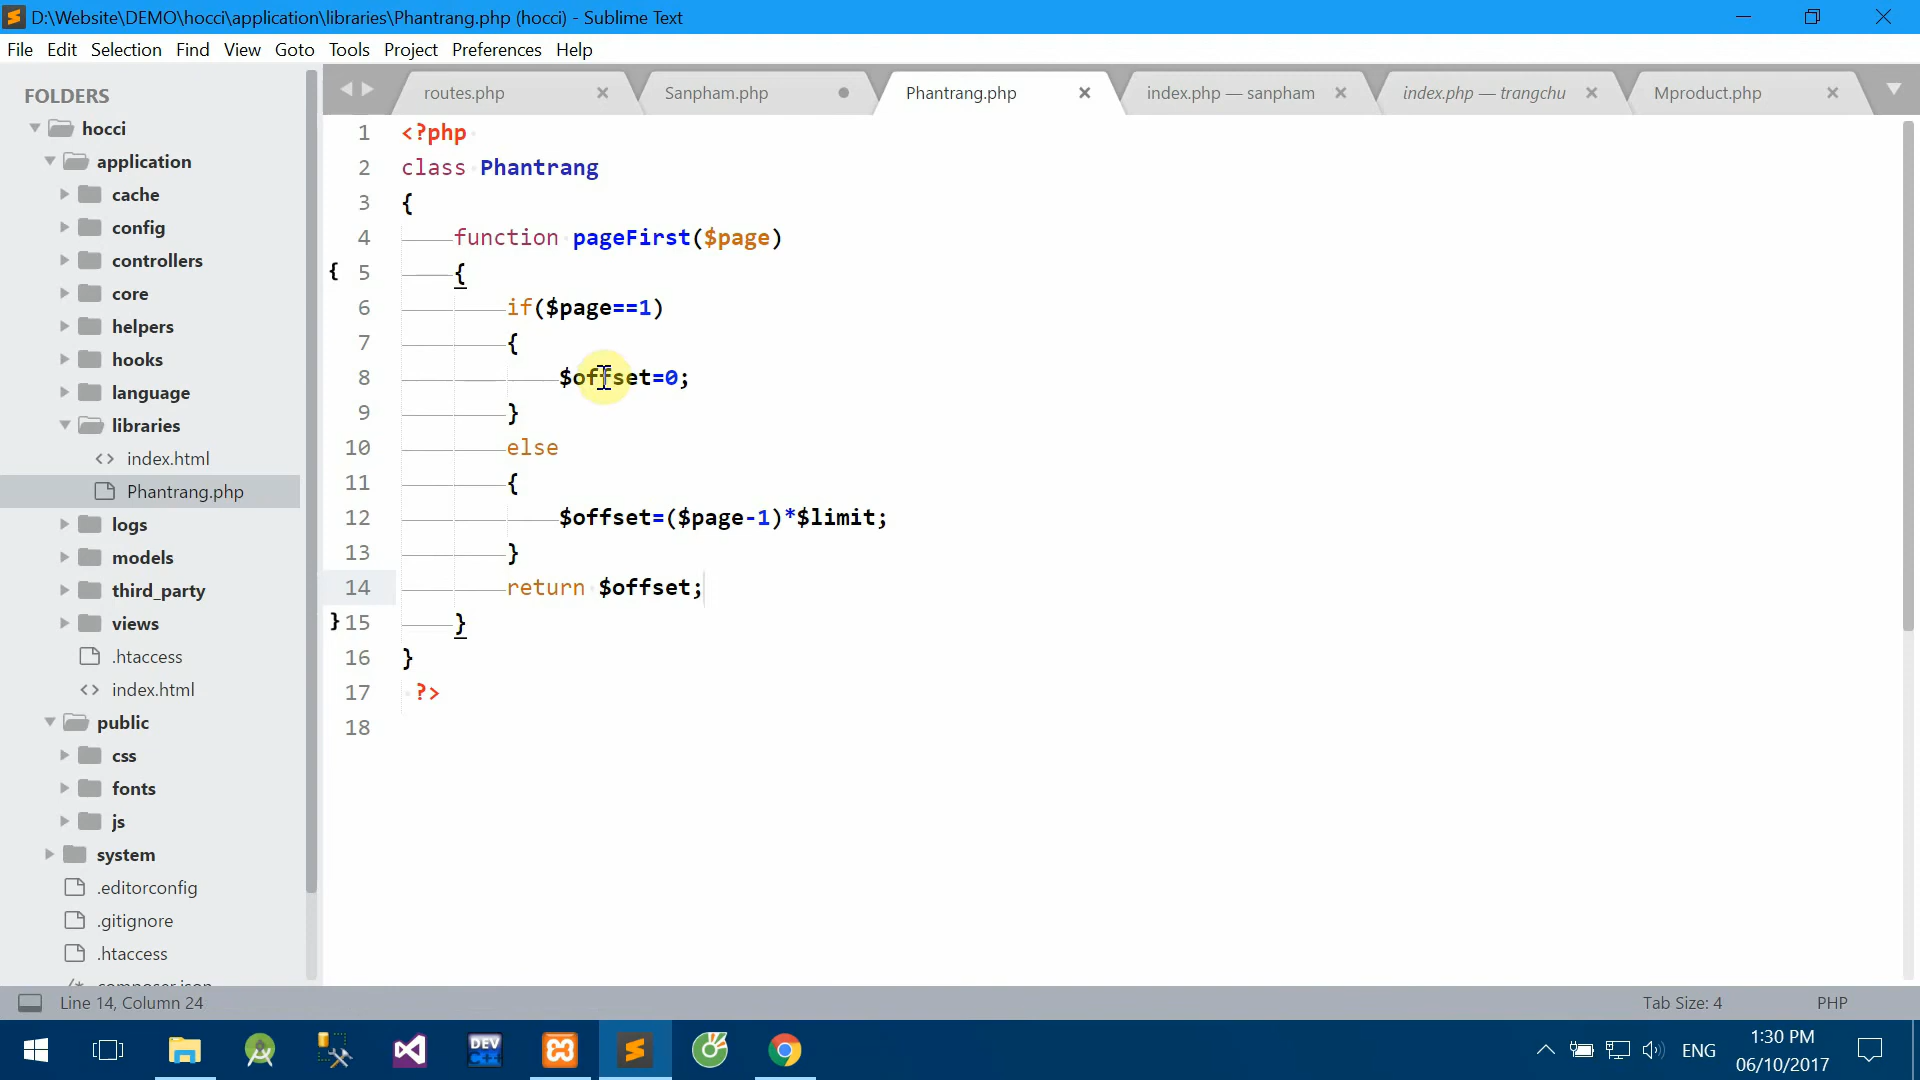 D:\Website\DEMO\hocci\application\libraries\Phantrang.php (hocci) - Sublime Text
File Edit Selection Find View Goto Tools Project Preferences Help
FOLDERS
hocci
application
cache
config
controllers
core
helpers
hooks
language
libraries
index.html
Phantrang.php
logs
models
third_party
views
.htaccess
index.html
public
css
fonts
js
system
.editorconfig
.gitignore
.htaccess
composer.json
routes.php
Sanpham.php
Phantrang.php
index.php — sanpham
index.php — trangchu
Mproduct.php
1 <?php
2 class Phantrang
3 {
4 function pageFirst($page)
5 {
6 if($page==1)
7 {
8 $offset=0;
9 }
10 else
11 {
12 $offset=($page-1)*$limit;
13 }
14 return $offset;
15 }
16 }
17 ?>
18
Line 14, Column 24
Tab Size: 4
PHP
DEV C++
ENG
1:30 PM
06/10/2017